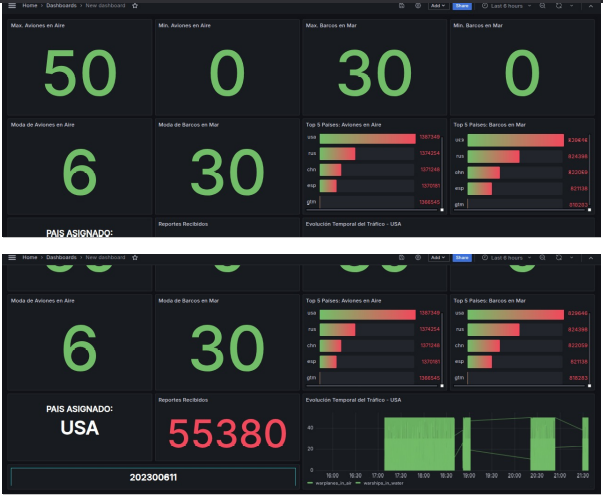 Home > Dashboards > New dashboard
Add
Share
Last 6 hours
Max. Aviones en Aire
Min. Aviones en Aire
Max. Barcos en Mar
Min. Barcos en Mar
50
0
30
0
Moda de Aviones en Aire
Moda de Barcos en Mar
Top 5 Países: Aviones en Aire
Top 5 Países: Barcos en Mar
6
30
usa 1387349
rus 1374254
chn 1371249
esp 1370191
gtm 1368545
usa 829646
rus 824398
chn 822059
esp 821138
gtm 818283
PAIS ASIGNADO:
Reportes Recibidos
Evolución Temporal del Tráfico - USA
Home > Dashboards > New dashboard
Add
Share
Last 6 hours
Moda de Aviones en Aire
Moda de Barcos en Mar
Top 5 Países: Aviones en Aire
Top 5 Países: Barcos en Mar
6
30
usa 1387349
rus 1374254
chn 1371249
esp 1370191
gtm 1368545
usa 829646
rus 824398
chn 822059
esp 821138
gtm 818283
PAIS ASIGNADO:
USA
Reportes Recibidos
55380
Evolución Temporal del Tráfico - USA
40
20
0
16:00 16:30 17:00 17:30 18:00 18:30 19:00 19:30 20:00 20:30 21:00 21:30
warplanes_in_air warships_in_water
202300611